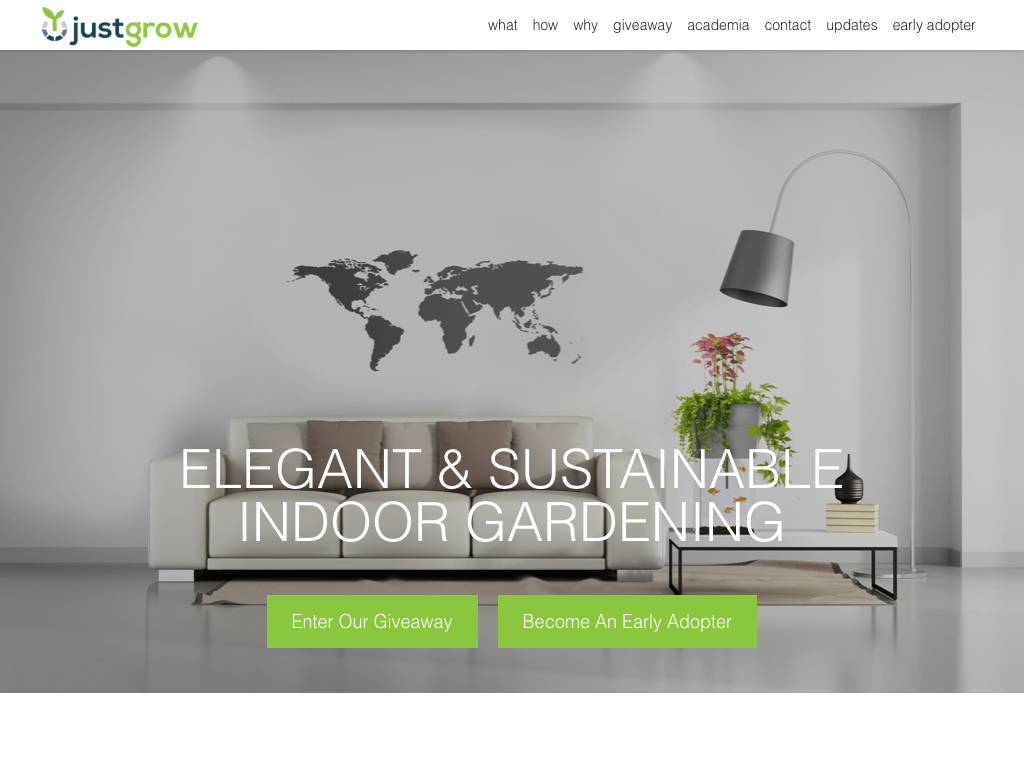 justgrow
what how why giveaway academia contact updates early adopter
ELEGANT & SUSTAINABLE
INDOOR GARDENING
Enter Our Giveaway Become An Early Adopter